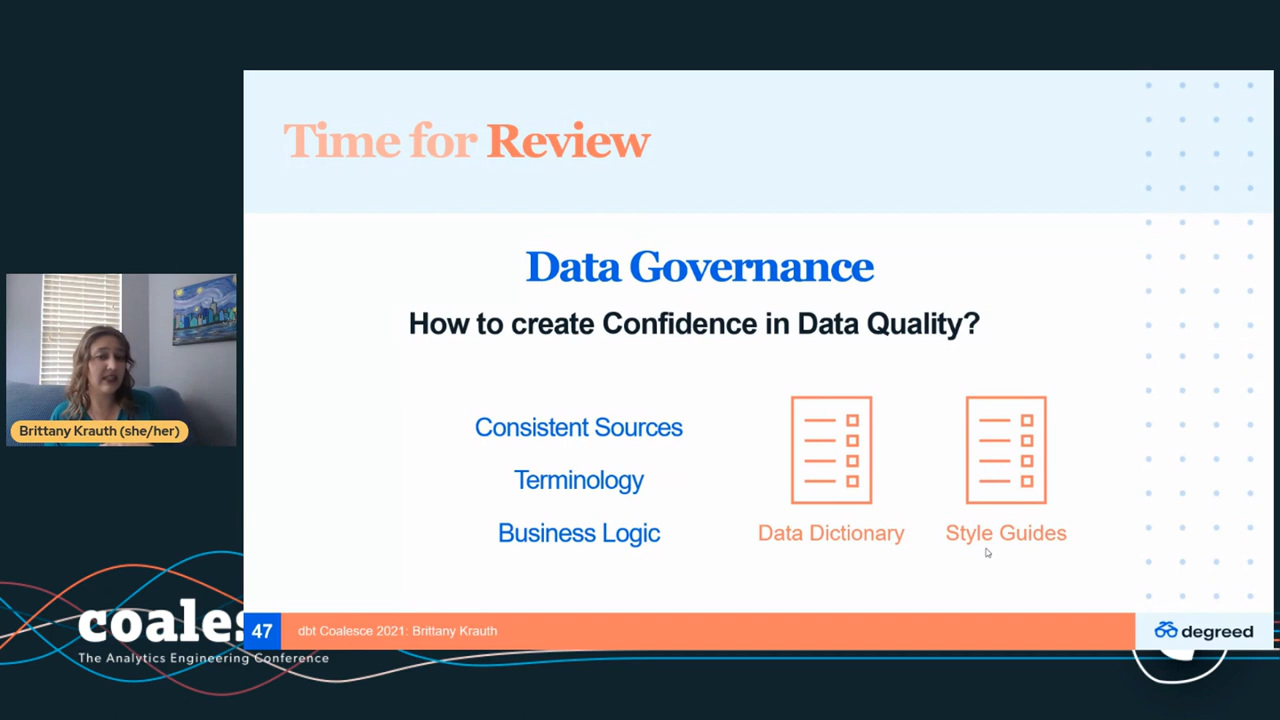 Time for Review
Data Governance
How to create Confidence in Data Quality?
Consistent Sources
Terminology
Business Logic
Data Dictionary
Style Guides
Brittany Krauth (she/her)
coales
The Analytics Engineering Conference
47
dbt Coalesce 2021: Brittany Krauth
degreed